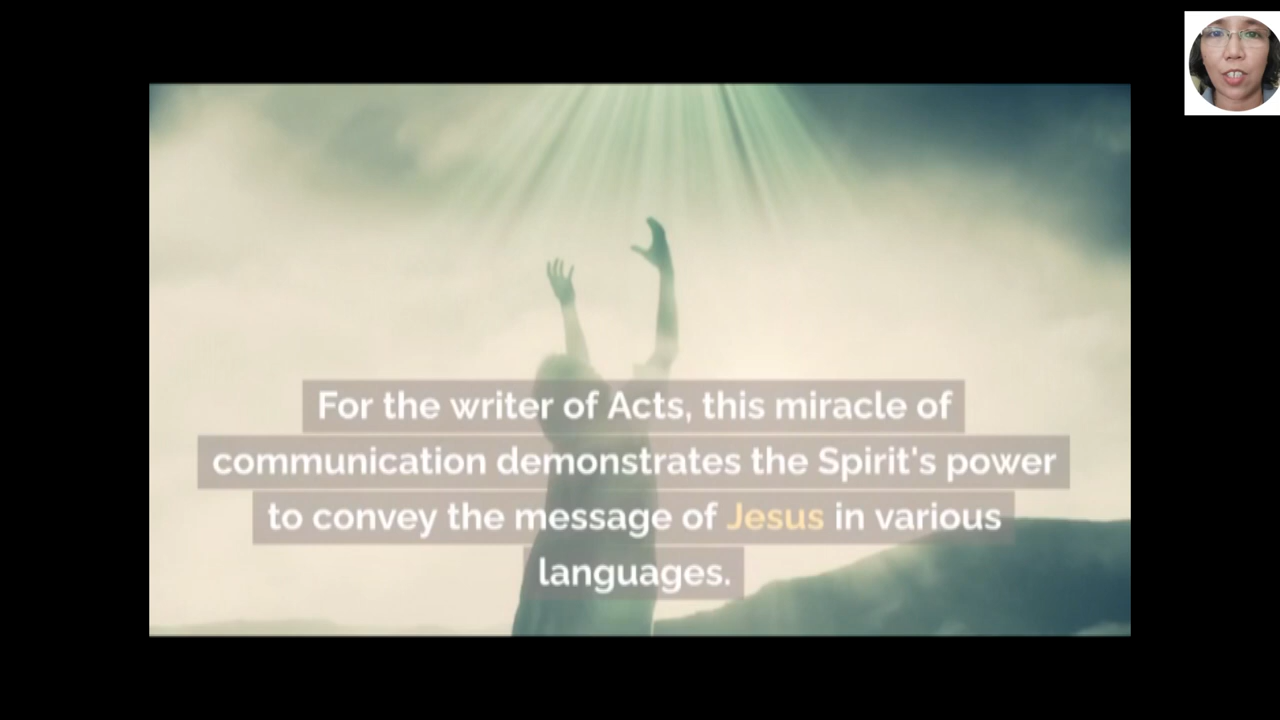 For the writer of Acts, this miracle of
communication demonstrates the Spirit's power
to convey the message of Jesus in various
languages.